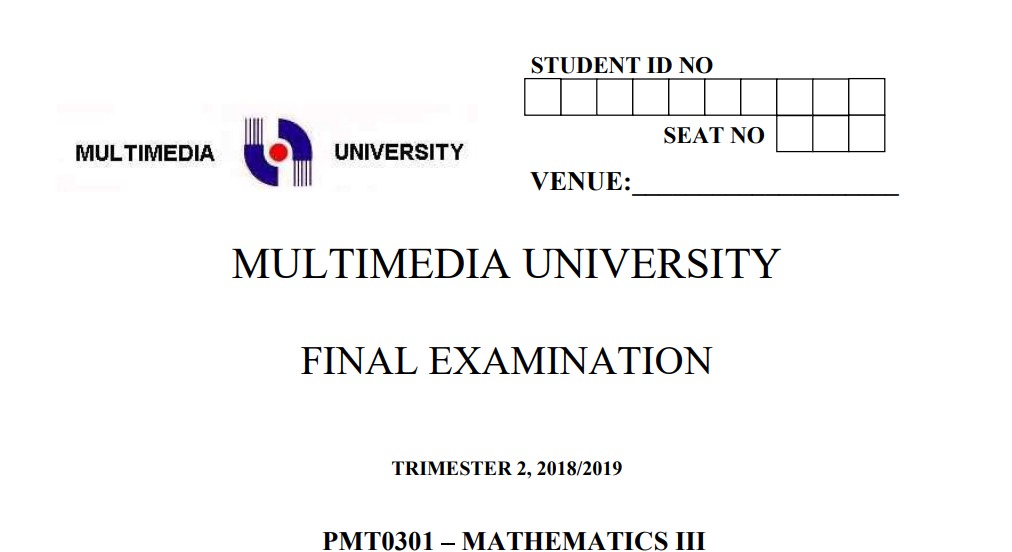 STUDENT ID NO
SEAT NO
MULTIMEDIA UNIVERSITY
VENUE:
MULTIMEDIA UNIVERSITY
FINAL EXAMINATION
TRIMESTER 2, 2018/2019
PMT0301 – MATHEMATICS III